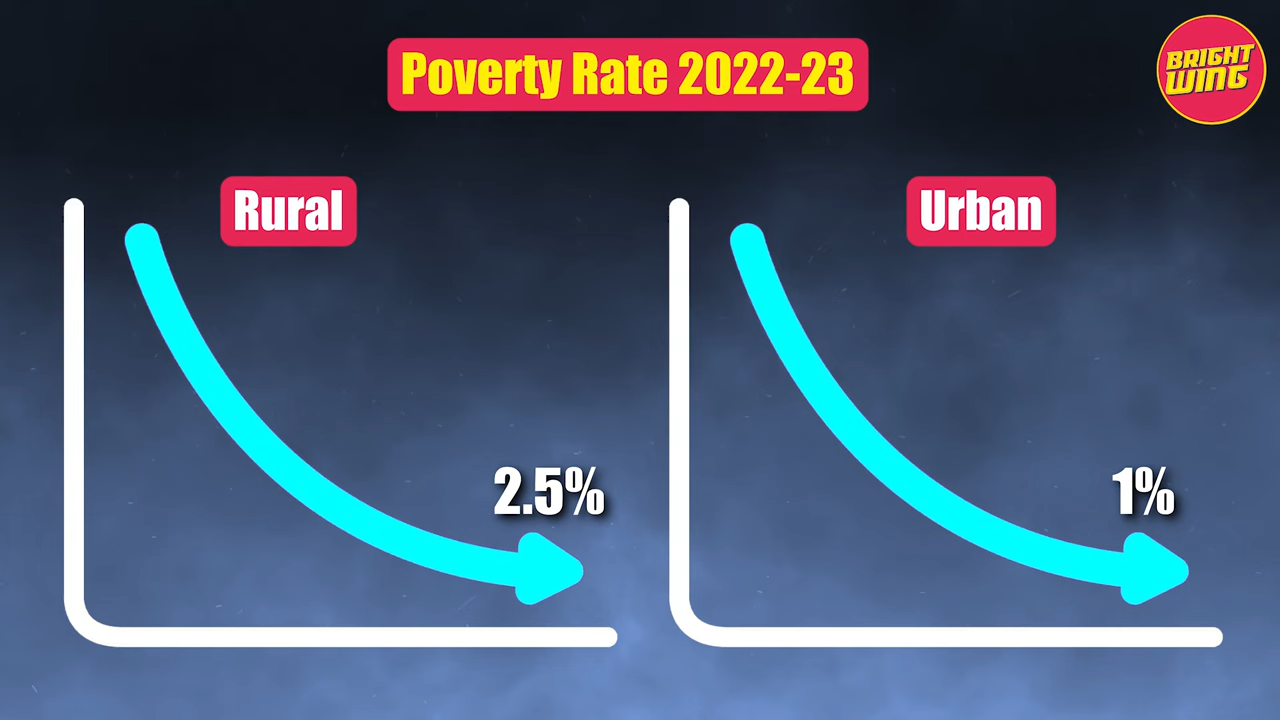 Poverty Rate 2022-23
BRIGHT
WING
Rural
Urban
2.5%
1%